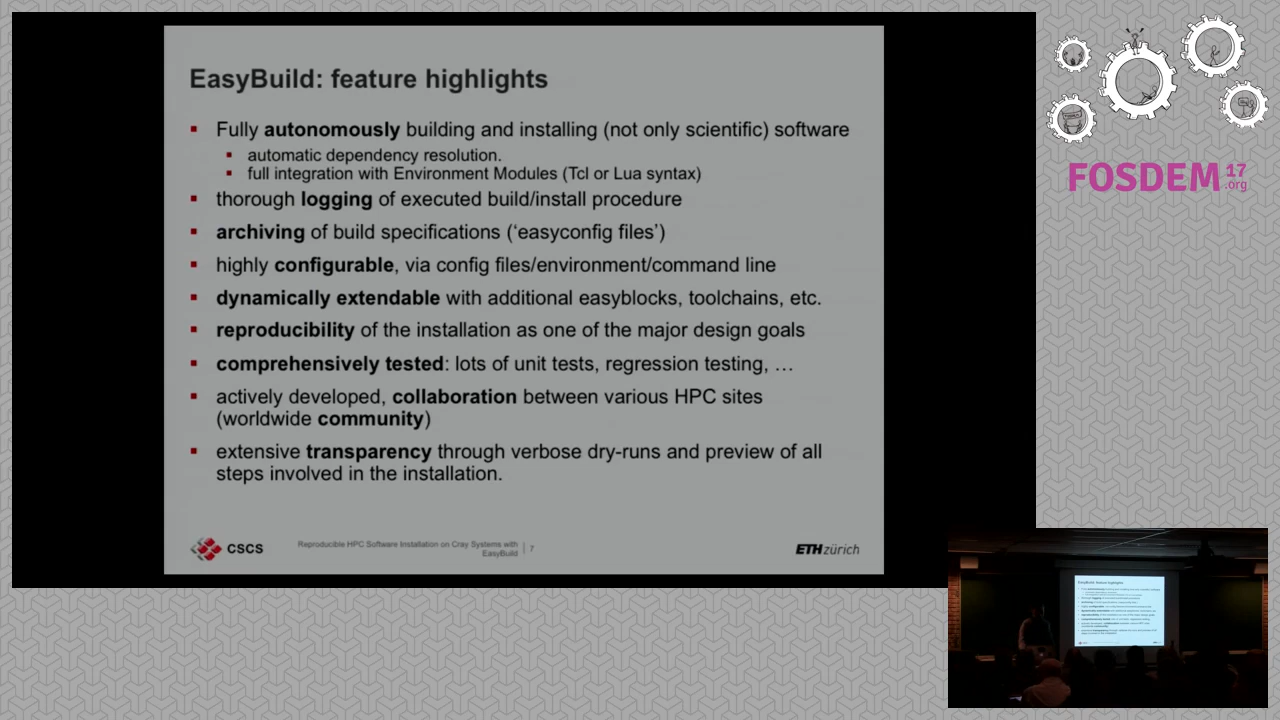 EasyBuild: feature highlights
Fully autonomously building and installing (not only scientific) software
automatic dependency resolution.
full integration with Environment Modules (Tcl or Lua syntax)
thorough logging of executed build/install procedure
archiving of build specifications (‘easyconfig files’)
highly configurable, via config files/environment/command line
dynamically extendable with additional easyblocks, toolchains, etc.
reproducibility of the installation as one of the major design goals
comprehensively tested: lots of unit tests, regression testing, …
actively developed, collaboration between various HPC sites
(worldwide community)
extensive transparency through verbose dry-runs and preview of all
steps involved in the installation.
CSCS
Reproducible HPC Software Installation on Cray Systems with
EasyBuild
7
ETH zürich
FOSDEM 17
.org
EasyBuild: feature highlights